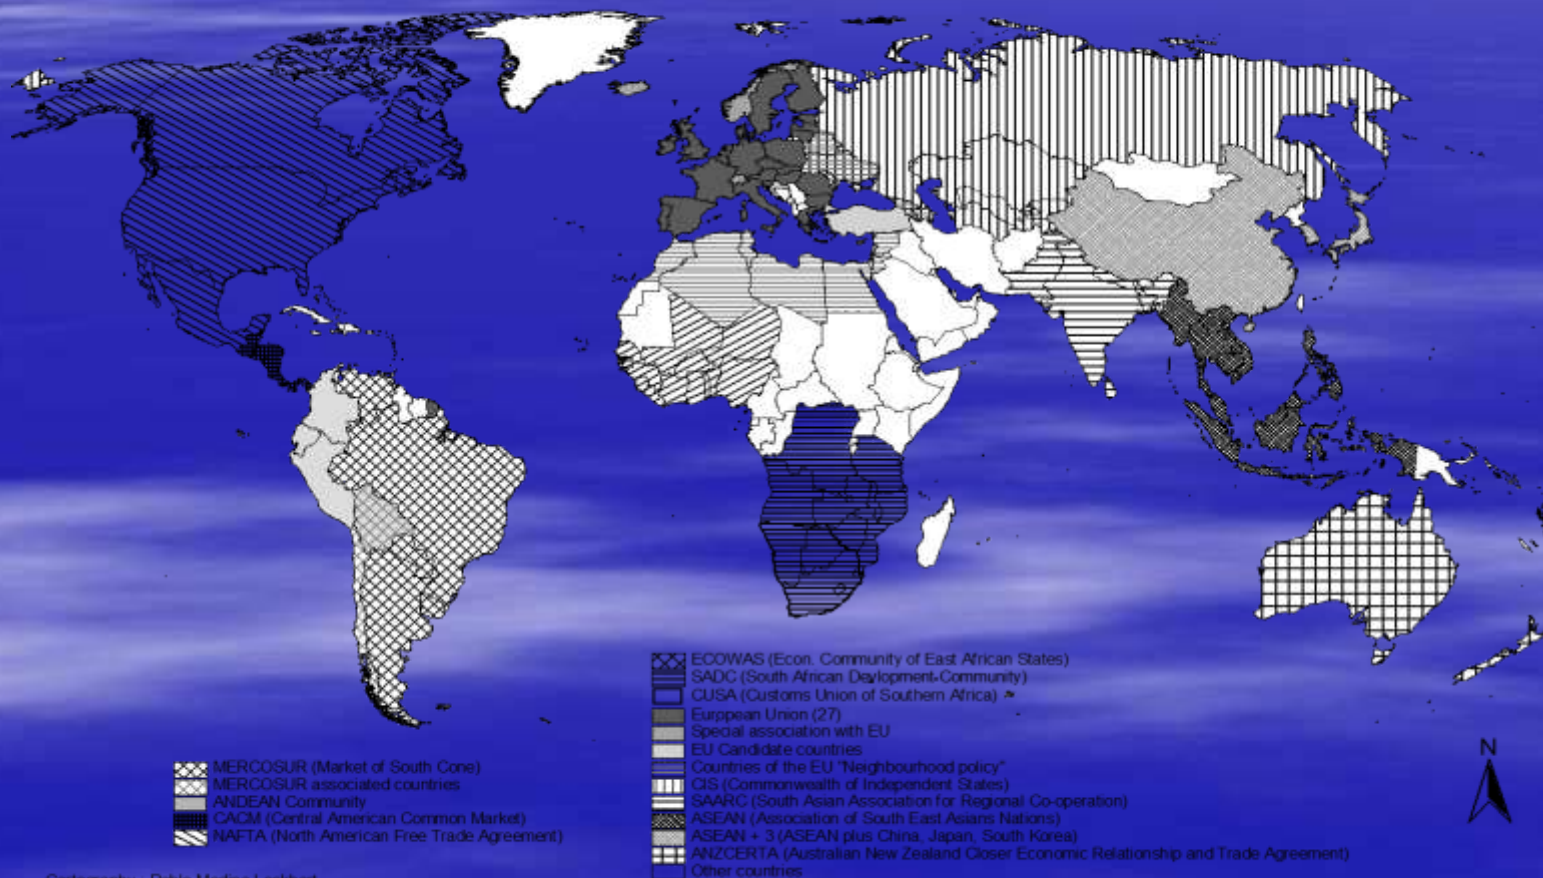 ECOWAS (Econ. Community of East African States)
SADC (South African Devlopment-Community)
CUSA (Customs Union of Southern Africa)
European Union (27)
Special association with EU
EU Candidate countries
Countries of the EU "Neighbourhood policy"
CIS (Commonwealth of Independent States)
SAARC (South Asian Association for Regional Co-operation)
ASEAN (Association of South East Asians Nations)
ASEAN + 3 (ASEAN plus China, Japan, South Korea)
ANZCERTA (Australian New Zealand Closer Economic Relationship and Trade Agreement)
Other countries
MERCOSUR (Market of South Cone)
MERCOSUR associated countries
ANDEAN Community
CACM (Central American Common Market)
NAFTA (North American Free Trade Agreement)
N